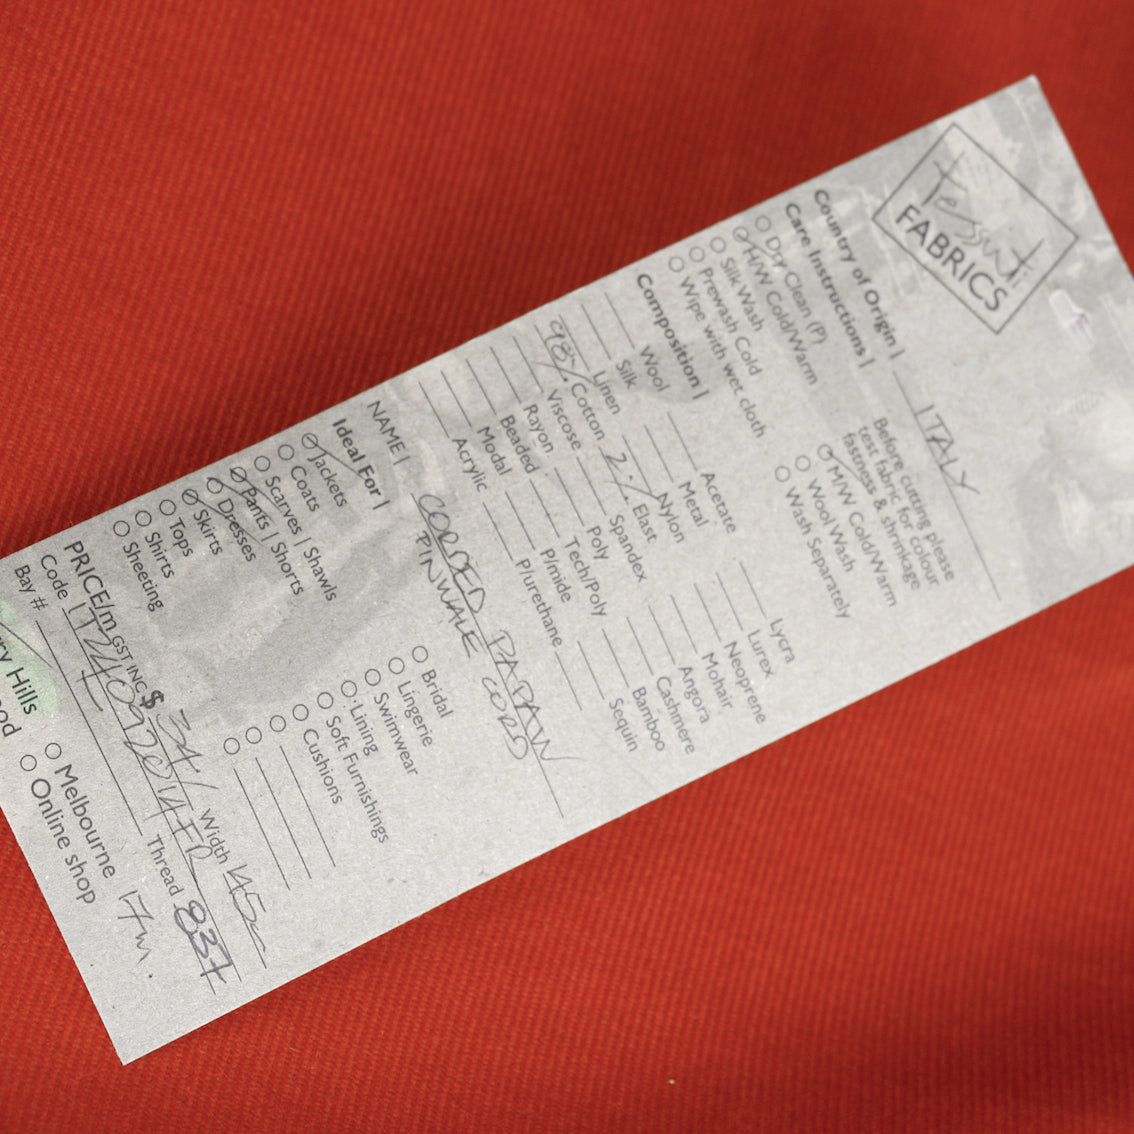 tessuti
FABRICS
Country of Origin | ITALY
Care Instructions |
Before cutting please
test fabric for colour
fastness & shrinkage
Dry Clean (P)
H/W Cold/Warm
Silk Wash
Prewash Cold
Wipe with wet cloth
M/W Cold/Warm
Wool Wash
Wash Separately
Composition |
Wool
Silk
Linen
98% Cotton
Viscose
Rayon
Beaded
Modal
Acrylic
Acetate
Metal
Nylon
2% Elast
Spandex
Poly
Tech/Poly
P/mide
P/urethane
Lycra
Lurex
Neoprene
Mohair
Angora
Cashmere
Bamboo
Sequin
NAME | CORDED PAPAW
PINWALE CORD
Ideal For |
Jackets
Coats
Scarves | Shawls
Pants | Shorts
Dresses
Skirts
Tops
Shirts
Sheeting
Bridal
Lingerie
Swimwear
Lining
Soft Furnishings
Cushions
PRICE/m GST INC $ 34/ Width 145cm
Code Thread 837
Bay #
ry Hills
Melbourne
Online shop
17m.